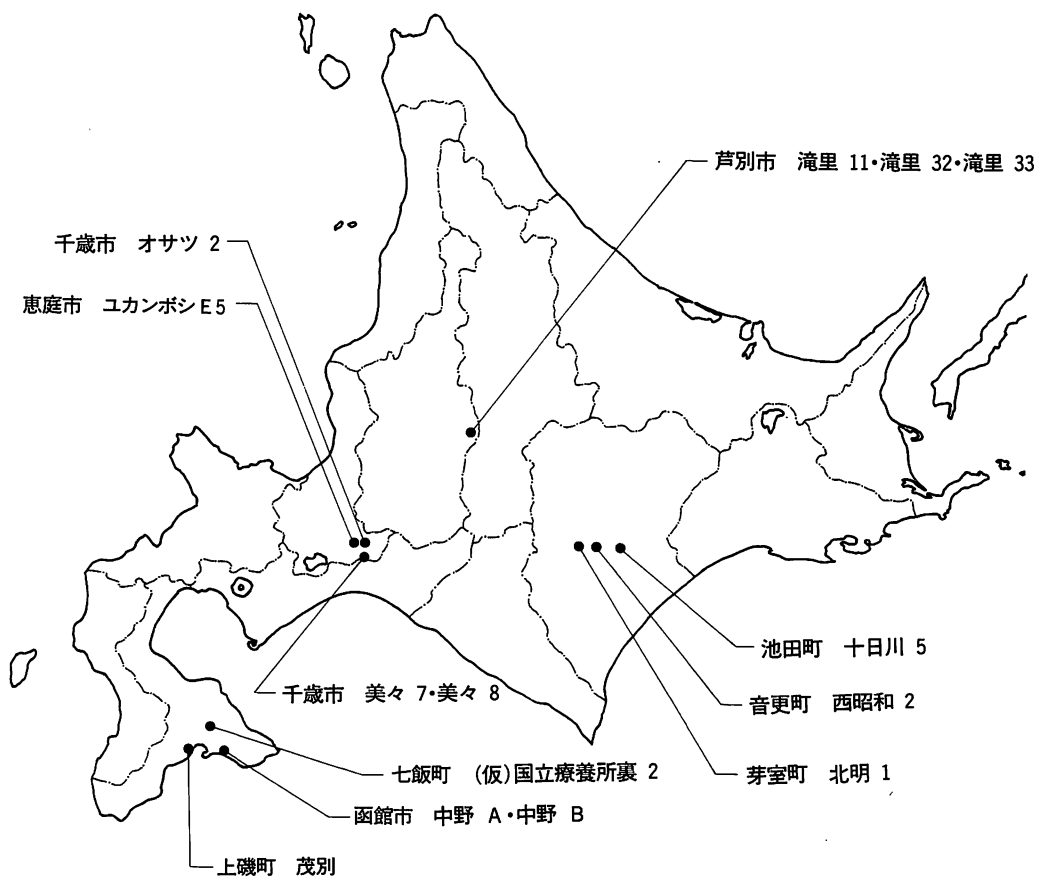 芦別市 滝里 11・滝里 32・滝里 33
千歳市 オサツ 2
恵庭市 ユカンボシE5
池田町 十日川 5
千歳市 美々 7・美々 8
音更町 西昭和 2
七飯町 (仮)国立療養所裏 2
芽室町 北明 1
函館市 中野 A・中野 B
上磯町 茂別